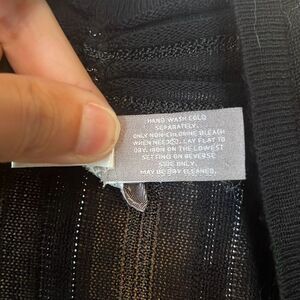 HAND WASH COLD
SEPARATELY.
ONLY NON-CHLORINE BLEACH
WHEN NEEDED. LAY FLAT TO
DRY. IRON ON THE LOWEST
SETTING ON REVERSE
SIDE ONLY.
MAY BE DRY CLEANED.